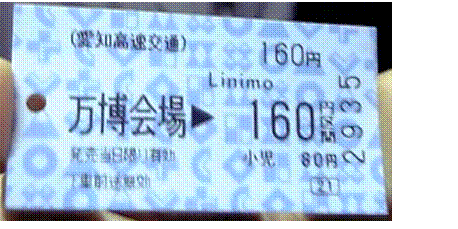 (愛知高速交通)
160円
Linimo
万博会場▶ 160円区間
発売当日限り有効
小児 80円
下車前途無効
21
2935